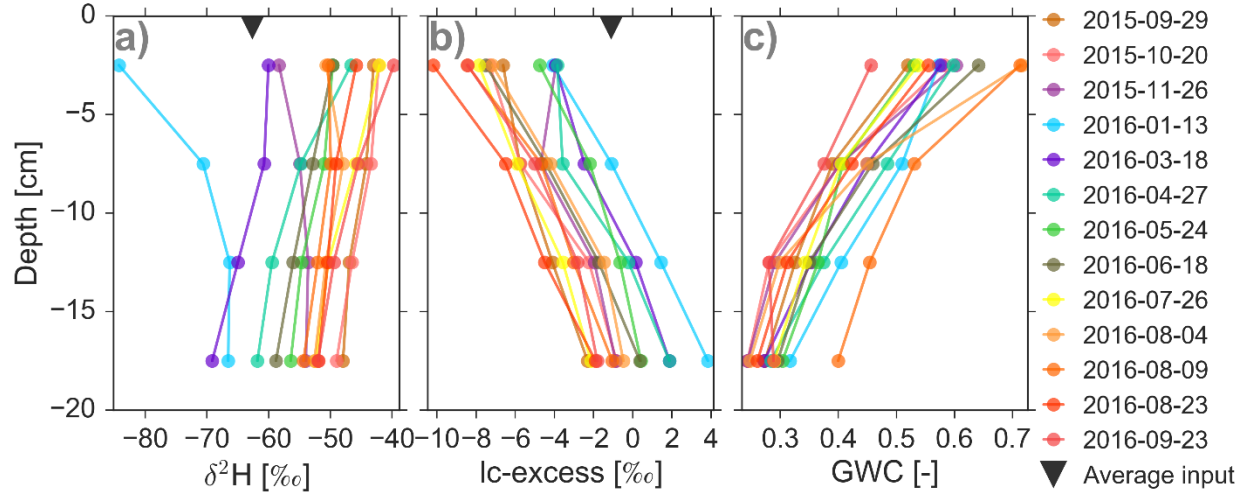 a)
b)
c)
Depth [cm]
0
−5
−10
−15
−20
−80 −70 −60 −50 −40
δ²H [‰]
−10 −8 −6 −4 −2 0 2 4
lc-excess [‰]
0.3 0.4 0.5 0.6 0.7
GWC [-]
2015-09-29
2015-10-20
2015-11-26
2016-01-13
2016-03-18
2016-04-27
2016-05-24
2016-06-18
2016-07-26
2016-08-04
2016-08-09
2016-08-23
2016-09-23
Average input